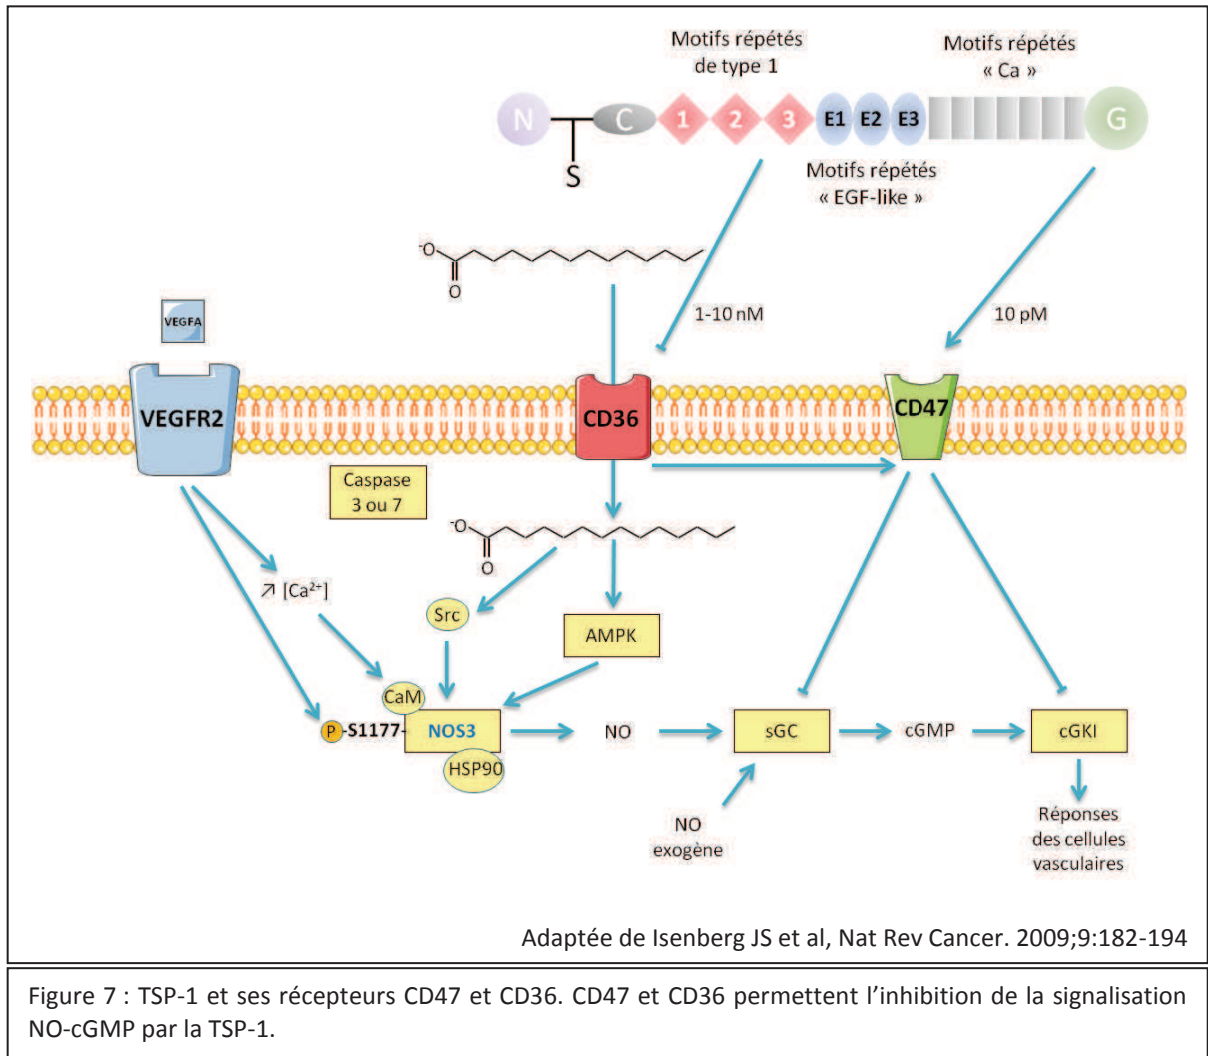 Motifs répétés
de type 1
Motifs répétés
« Ca »
N
S
C
1
2
3
E1
E2
E3
G
Motifs répétés
« EGF-like »
-O
O
1-10 nM
10 pM
VEGFA
VEGFR2
CD36
CD47
Caspase
3 ou 7
-O
O
↗ [Ca²⁺]
Src
AMPK
CaM
P -S1177- NOS3
HSP90
NO
sGC
cGMP
cGKI
NO
exogène
Réponses
des cellules
vasculaires
Adaptée de Isenberg JS et al, Nat Rev Cancer. 2009;9:182-194
Figure 7 : TSP-1 et ses récepteurs CD47 et CD36. CD47 et CD36 permettent l’inhibition de la signalisation
NO-cGMP par la TSP-1.